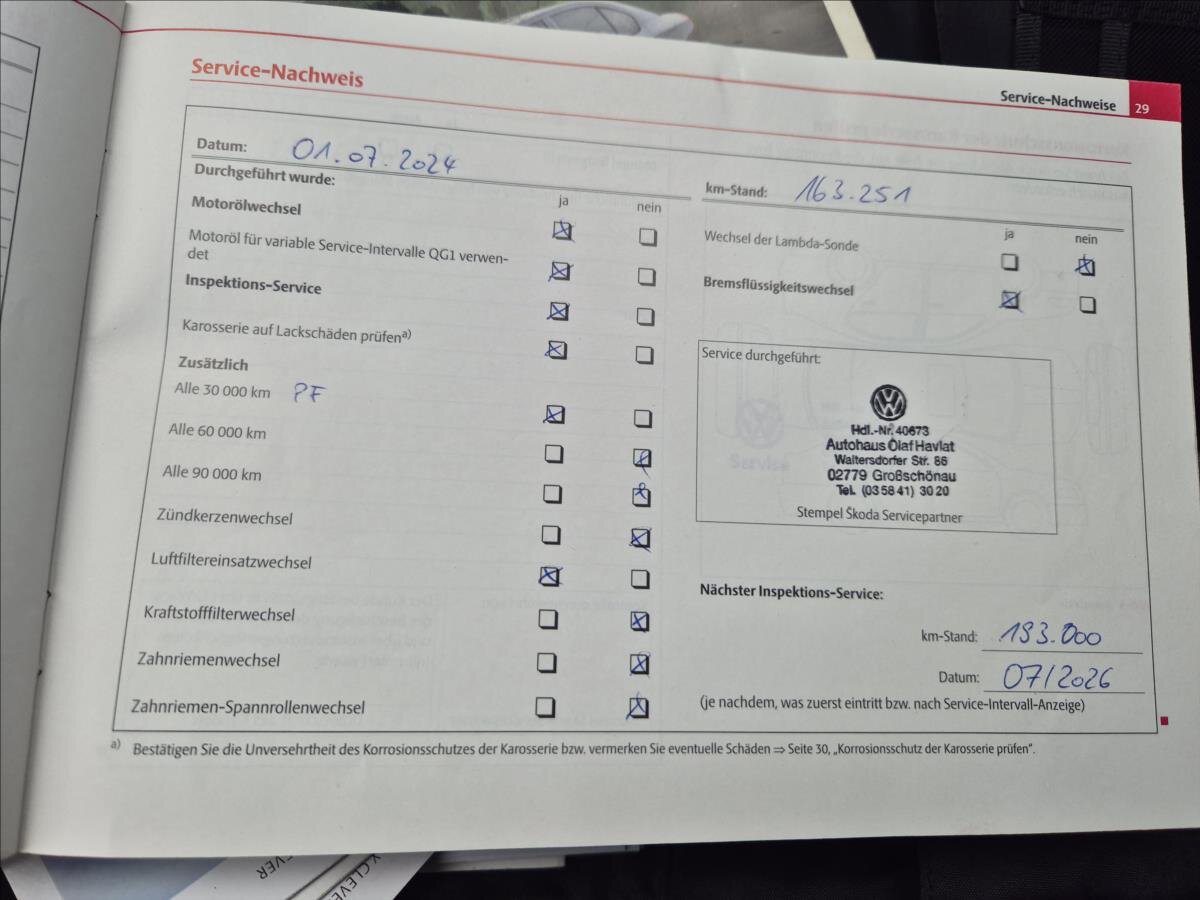 Service-Nachweis
Service-Nachweise 29
Datum: 01.07.2024
Durchgeführt wurde:
ja nein
Motorölwechsel
Motoröl für variable Service-Intervalle QG1 verwen-
det
Inspektions-Service
Karosserie auf Lackschäden prüfen a)
Zusätzlich
Alle 30 000 km PF
Alle 60 000 km
Alle 90 000 km
Zündkerzenwechsel
Luftfiltereinsatzwechsel
Kraftstofffilterwechsel
Zahnriemenwechsel
Zahnriemen-Spannrollenwechsel
km-Stand: 163.251
ja nein
Wechsel der Lambda-Sonde
Bremsflüssigkeitswechsel
Service durchgeführt:
Hdl.-Nr. 40673
Autohaus Olaf Havlat
Waltersdorfer Str. 86
02779 Großschönau
Tel. (03 58 41) 30 20
Stempel Škoda Servicepartner
Nächster Inspektions-Service:
km-Stand: 193.000
Datum: 07/2026
(je nachdem, was zuerst eintritt bzw. nach Service-Intervall-Anzeige)
a) Bestätigen Sie die Unversehrtheit des Korrosionsschutzes der Karosserie bzw. vermerken Sie eventuelle Schäden ⇒ Seite 30, „Korrosionsschutz der Karosserie prüfen“.